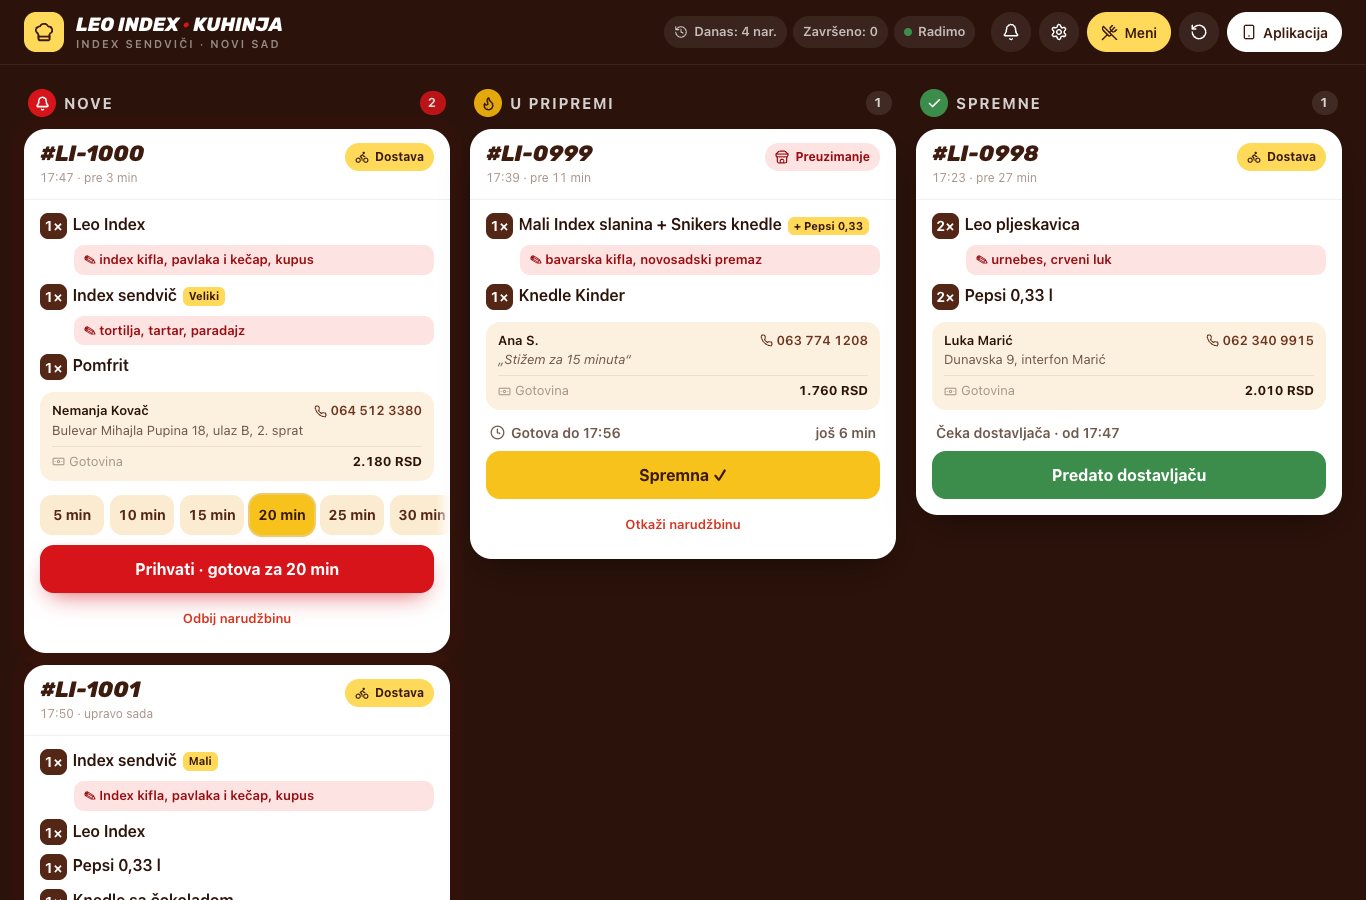 LEO INDEX · KUHINJA
INDEX SENDVIČI · NOVI SAD
Danas: 4 nar.
Završeno: 0
Radimo
Meni
Aplikacija
NOVE
2
#LI-1000
Dostava
17:47 · pre 3 min
1× Leo Index
✎ index kifla, pavlaka i kečap, kupus
1× Index sendvič Veliki
✎ tortilja, tartar, paradajz
1× Pomfrit
Nemanja Kovač
064 512 3380
Bulevar Mihajla Pupina 18, ulaz B, 2. sprat
Gotovina
2.180 RSD
5 min
10 min
15 min
20 min
25 min
30 min
Prihvati · gotova za 20 min
Odbij narudžbinu
#LI-1001
Dostava
17:50 · upravo sada
1× Index sendvič Mali
✎ Index kifla, pavlaka i kečap, kupus
1× Leo Index
1× Pepsi 0,33 l
1× Knedle sa čokoladom
U PRIPREMI
1
#LI-0999
Preuzimanje
17:39 · pre 11 min
1× Mali Index slanina + Snikers knedle + Pepsi 0,33
✎ bavarska kifla, novosadski premaz
1× Knedle Kinder
Ana S.
063 774 1208
„Stižem za 15 minuta“
Gotovina
1.760 RSD
Gotova do 17:56
još 6 min
Spremna ✓
Otkaži narudžbinu
SPREMNE
1
#LI-0998
Dostava
17:23 · pre 27 min
2× Leo pljeskavica
✎ urnebes, crveni luk
2× Pepsi 0,33 l
Luka Marić
062 340 9915
Dunavska 9, interfon Marić
Gotovina
2.010 RSD
Čeka dostavljača · od 17:47
Predato dostavljaču